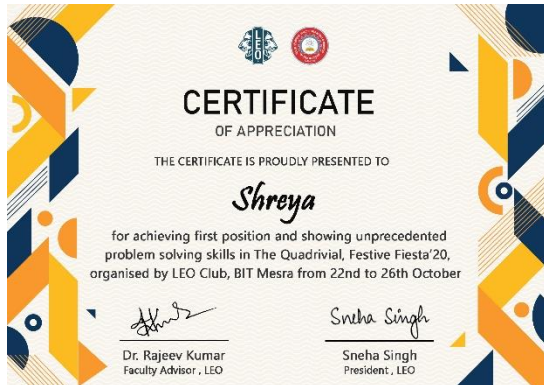 LEO
CERTIFICATE
OF APPRECIATION
THE CERTIFICATE IS PROUDLY PRESENTED TO
Shreya
for achieving first position and showing unprecedented
problem solving skills in The Quadrivial, Festive Fiesta'20,
organised by LEO Club, BIT Mesra from 22nd to 26th October
Sneha Singh
Dr. Rajeev Kumar
Faculty Advisor , LEO
Sneha Singh
President , LEO